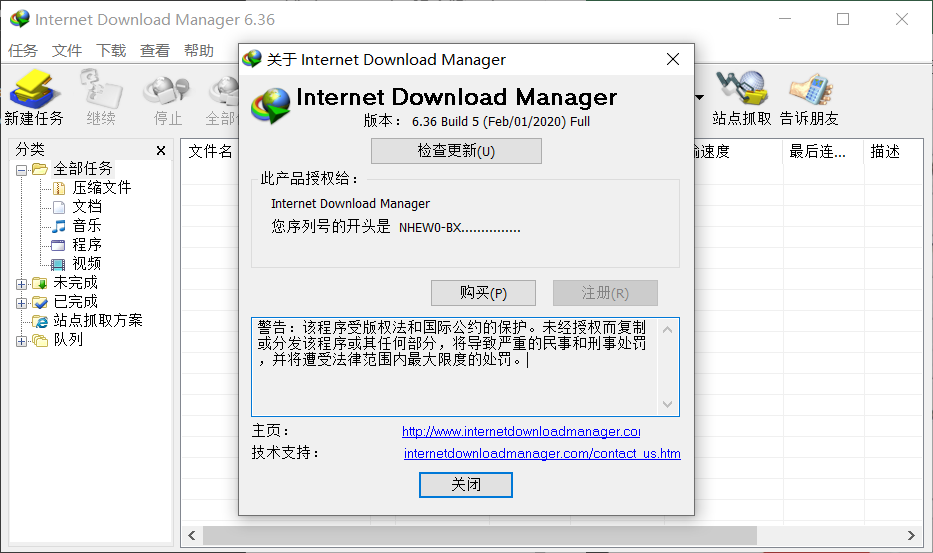 Internet Download Manager 6.36
任务 文件 下载 查看 帮助
新建任务 继续 停止 全部 站点抓取 告诉朋友
分类
全部任务
压缩文件
文档
音乐
程序
视频
未完成
已完成
站点抓取方案
队列
文件名 速度 最后连... 描述
关于 Internet Download Manager
Internet Download Manager
版本： 6.36 Build 5 (Feb/01/2020) Full
检查更新(U)
此产品授权给：
Internet Download Manager
您序列号的开头是 NHEW0-BX...............
购买(P) 注册(R)
警告：该程序受版权法和国际公约的保护。未经授权而复制
或分发该程序或其任何部分，将导致严重的民事和刑事处罚
，并将遭受法律范围内最大限度的处罚。
主页： http://www.internetdownloadmanager.co
技术支持： internetdownloadmanager.com/contact_us.htm
关闭